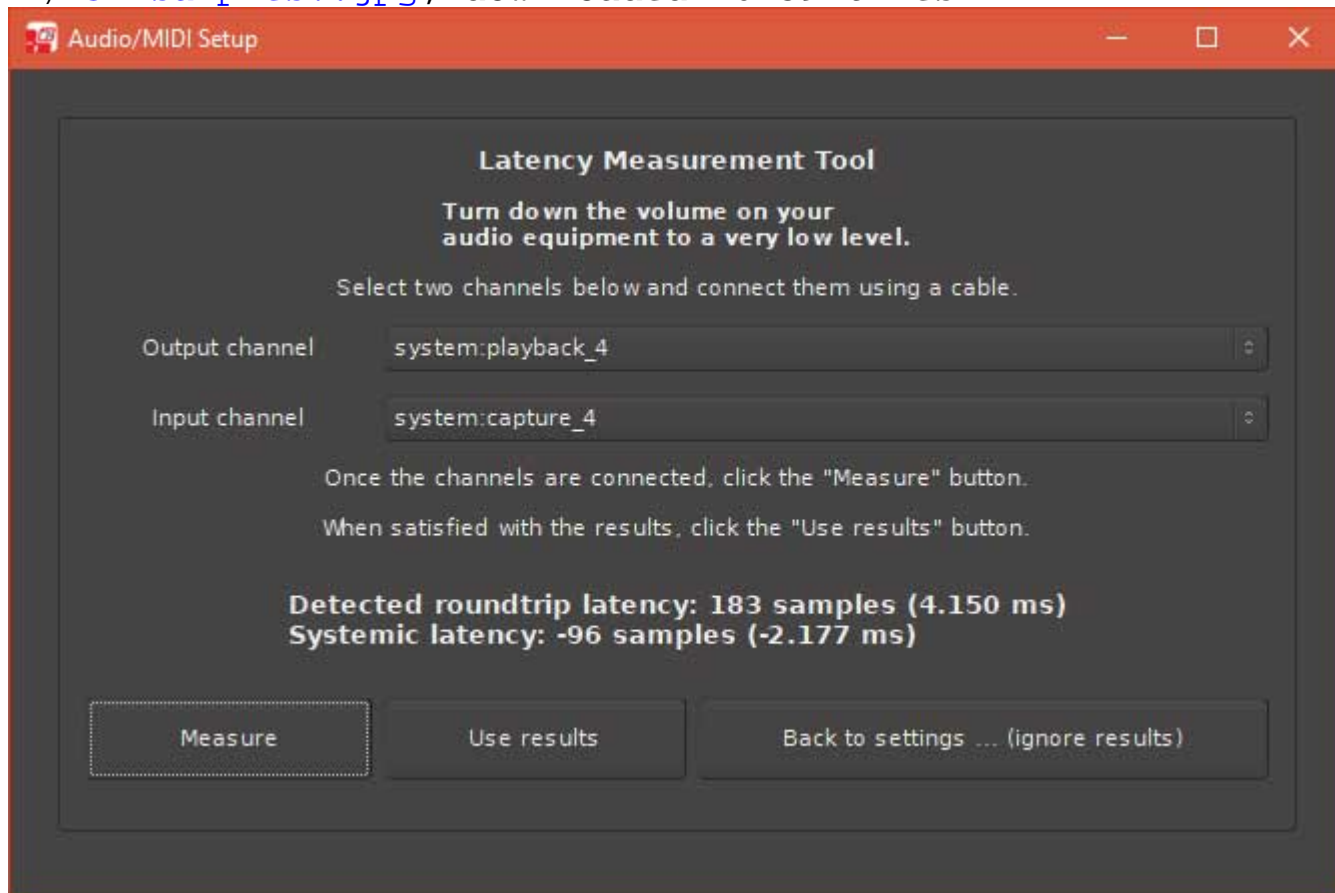 Audio/MIDI Setup
Latency Measurement Tool
Turn down the volume on your
audio equipment to a very low level.
Select two channels below and connect them using a cable.
Output channel system:playback_4
Input channel system:capture_4
Once the channels are connected, click the "Measure" button.
When satisfied with the results, click the "Use results" button.
Detected roundtrip latency: 183 samples (4.150 ms)
Systemic latency: -96 samples (-2.177 ms)
Measure Use results Back to settings ... (ignore results)